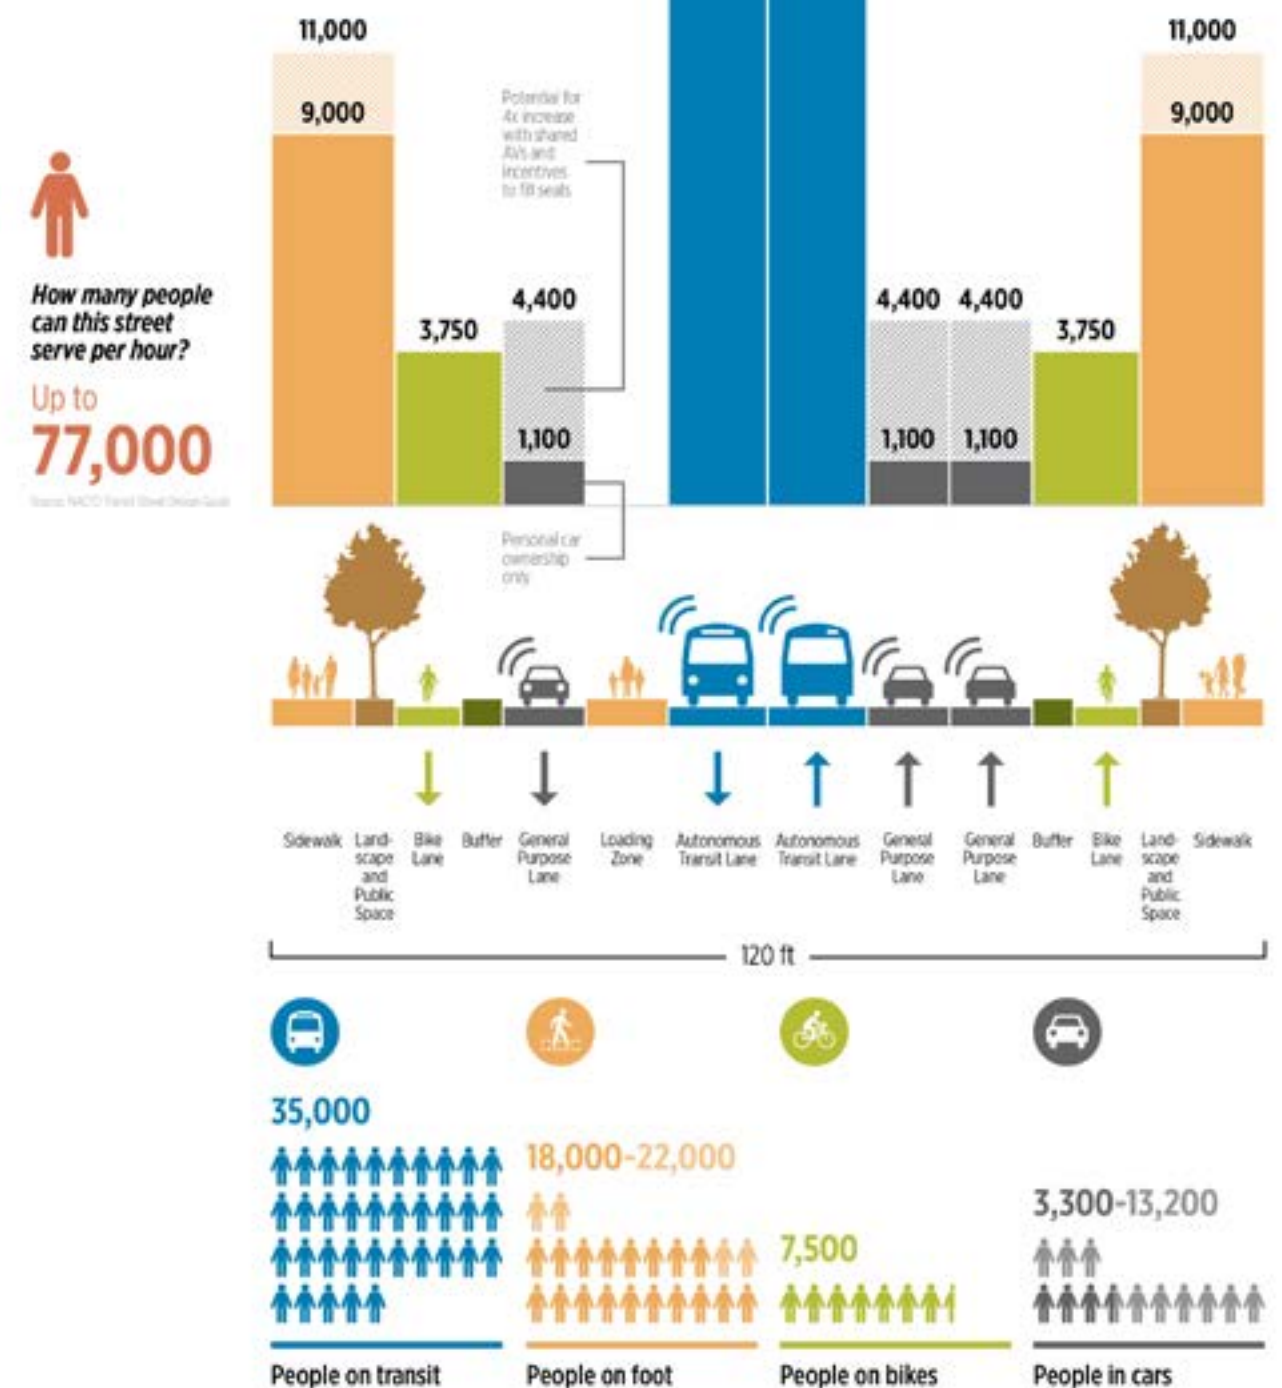 11,000
11,000
9,000
9,000
Potential for
4x increase
with shared
AVs and
incentives
to fill seats
How many people
can this street
serve per hour?
Up to
77,000
Source: NACTO Transit Street Design Guide
3,750
4,400
1,100
4,400
4,400
1,100
1,100
3,750
Personal car
ownership
only
Sidewalk
Land-
scape
and
Public
Space
Bike
Lane
Buffer
General
Purpose
Lane
Loading
Zone
Autonomous
Transit Lane
Autonomous
Transit Lane
General
Purpose
Lane
General
Purpose
Lane
Buffer
Bike
Lane
Land-
scape
and
Public
Space
Sidewalk
120 ft
35,000
People on transit
18,000-22,000
People on foot
7,500
People on bikes
3,300-13,200
People in cars